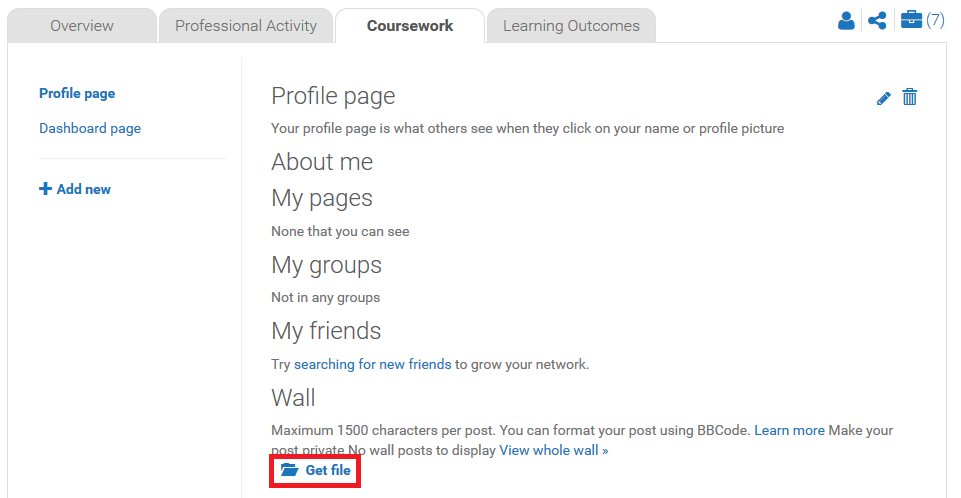 Overview
Professional Activity
Coursework
Learning Outcomes
(7)
Profile page
Dashboard page
Add new
Profile page
Your profile page is what others see when they click on your name or profile picture
About me
My pages
None that you can see
My groups
Not in any groups
My friends
Try searching for new friends to grow your network.
Wall
Maximum 1500 characters per post. You can format your post using BBCode. Learn more Make your
post private No wall posts to display View whole wall »
Get file